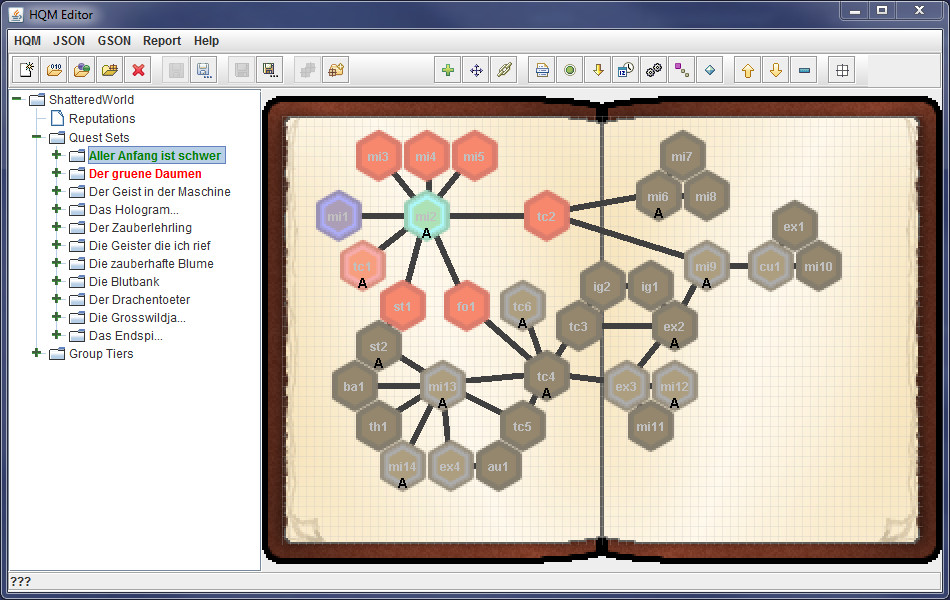 HQM Editor
HQM JSON GSON Report Help
ShatteredWorld
Reputations
Quest Sets
Aller Anfang ist schwer
Der gruene Daumen
Der Geist in der Maschine
Das Hologram...
Der Zauberlehrling
Die Geister die ich rief
Die zauberhafte Blume
Die Blutbank
Der Drachentoeter
Die Grosswildja...
Das Endspi...
Group Tiers
mi3 mi4 mi5 mi7
mi6 mi8
A
mi1 mi2 tc2
A
ex1
tc1 mi9 cu1 mi10
A A
ig2 ig1
st1 fo1 tc6
A
tc3 ex2
A
st2
A
tc4
A
ba1 mi13 ex3 mi12
A A
th1 tc5 mi11
mi14 ex4 au1
A
???